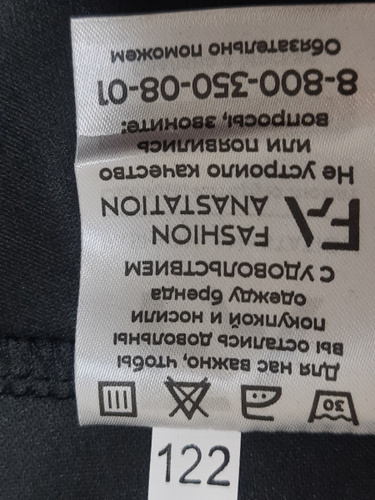 30
Для нас важно, чтобы
вы остались довольны
покупкой и носили
одежду бренда
с удовольствием
FA FASHION
ANASTATION
Не устроило качество
или появились
вопросы, звоните:
8-800-350-08-01
Обязательно поможем
122